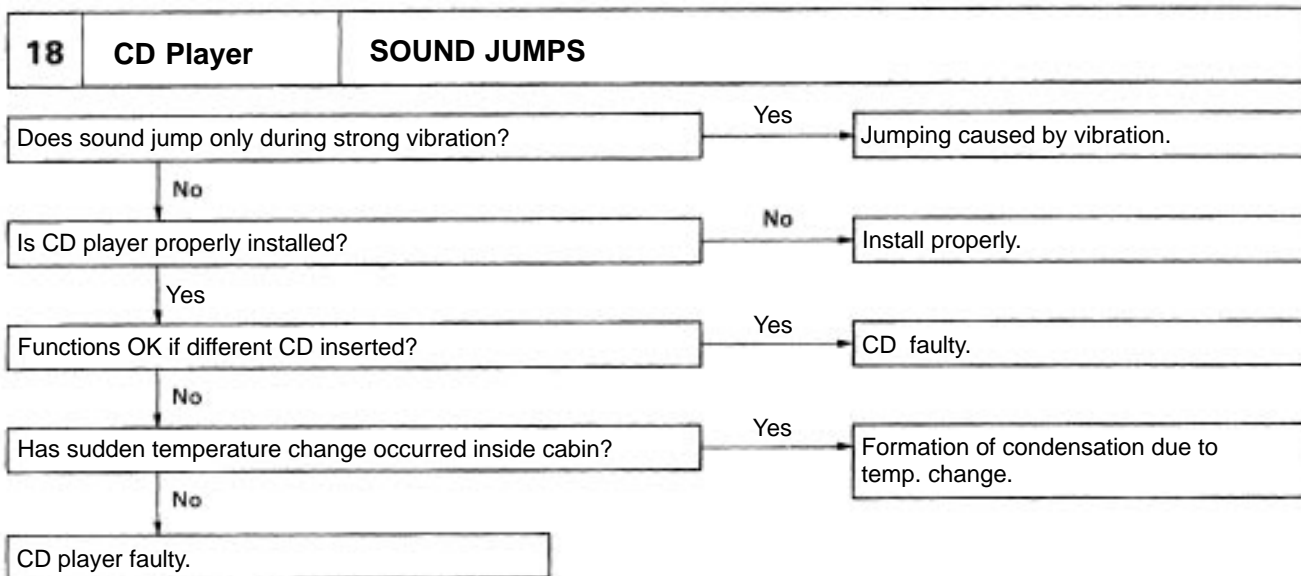 18 CD Player SOUND JUMPS
Does sound jump only during strong vibration?
Yes
Jumping caused by vibration.
No
Is CD player properly installed?
No
Install properly.
Yes
Functions OK if different CD inserted?
Yes
CD faulty.
No
Has sudden temperature change occurred inside cabin?
Yes
Formation of condensation due to
temp. change.
No
CD player faulty.